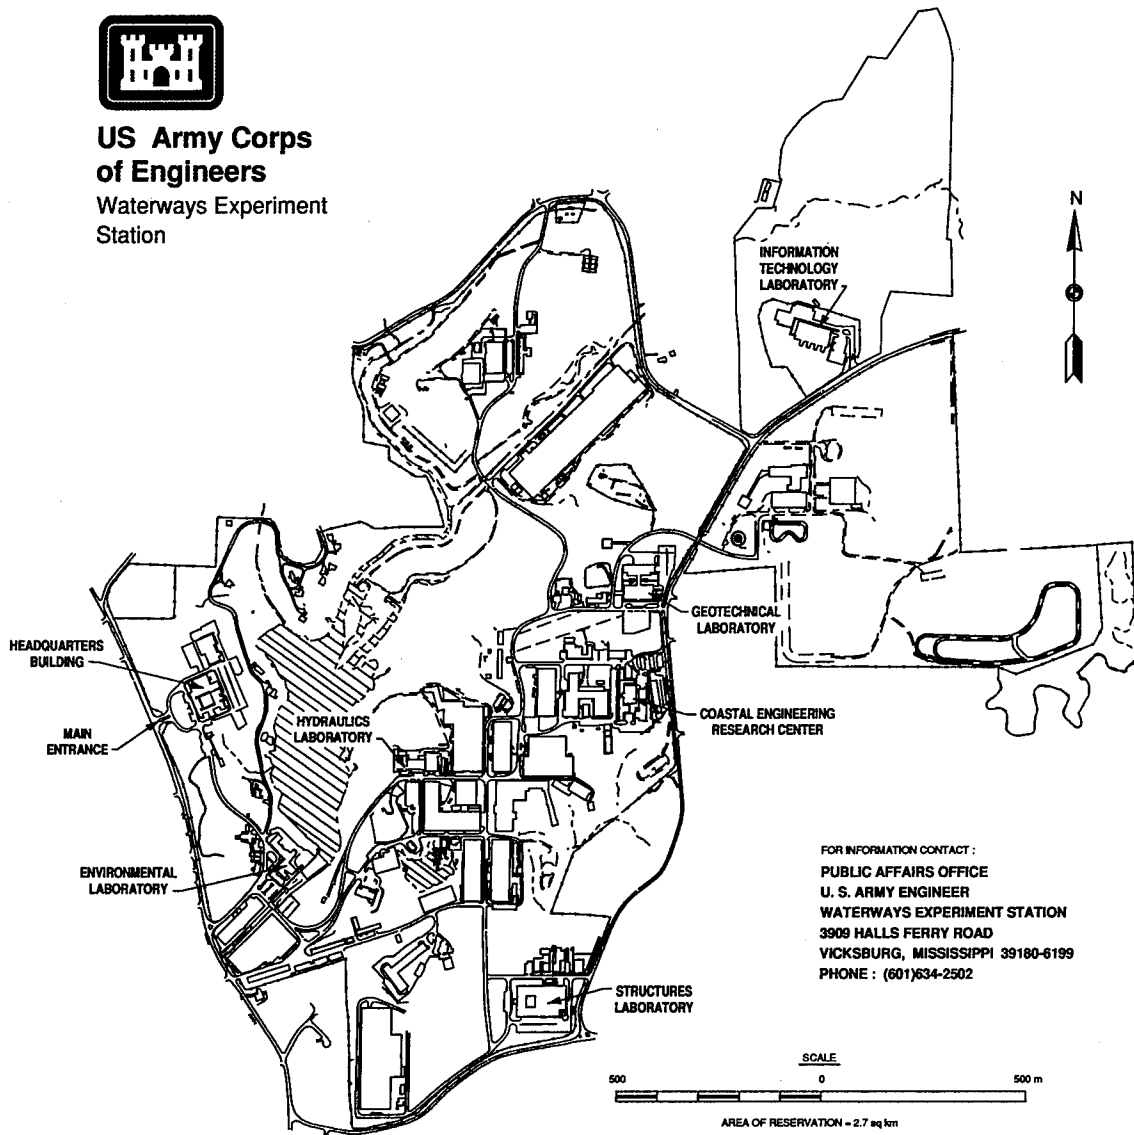 US Army Corps
of Engineers
Waterways Experiment
Station
N
INFORMATION
TECHNOLOGY
LABORATORY
GEOTECHNICAL
LABORATORY
HEADQUARTERS
BUILDING
MAIN
ENTRANCE
HYDRAULICS
LABORATORY
COASTAL ENGINEERING
RESEARCH CENTER
ENVIRONMENTAL
LABORATORY
FOR INFORMATION CONTACT :
PUBLIC AFFAIRS OFFICE
U. S. ARMY ENGINEER
WATERWAYS EXPERIMENT STATION
3909 HALLS FERRY ROAD
VICKSBURG, MISSISSIPPI 39180-6199
PHONE : (601)634-2502
STRUCTURES
LABORATORY
SCALE
500 0 500 m
AREA OF RESERVATION = 2.7 sq km